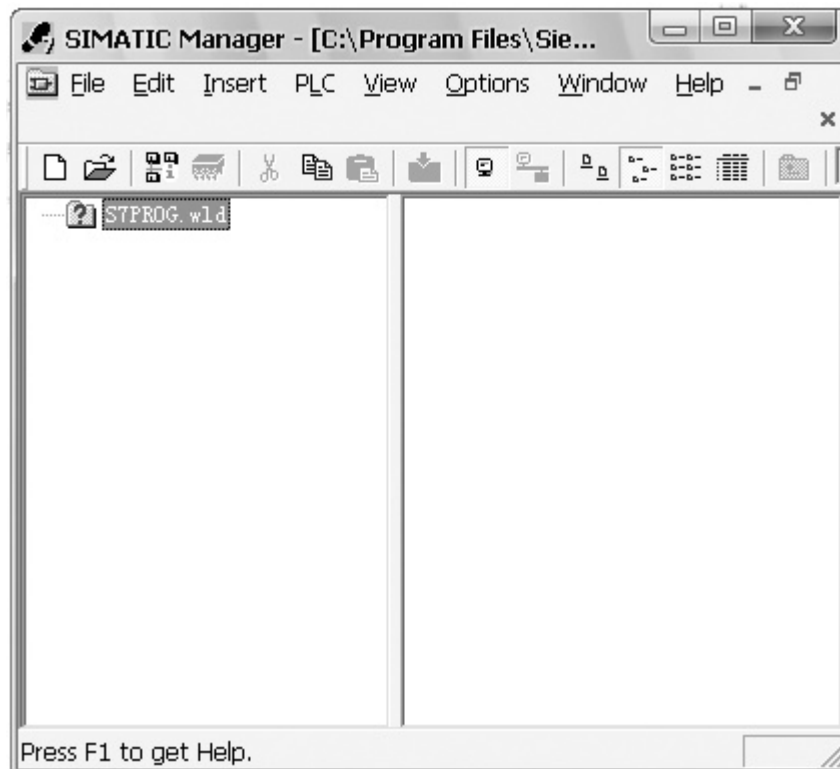 SIMATIC Manager - [C:\Program Files\Sie...
File Edit Insert PLC View Options Window Help
S7PROG.wld
Press F1 to get Help.